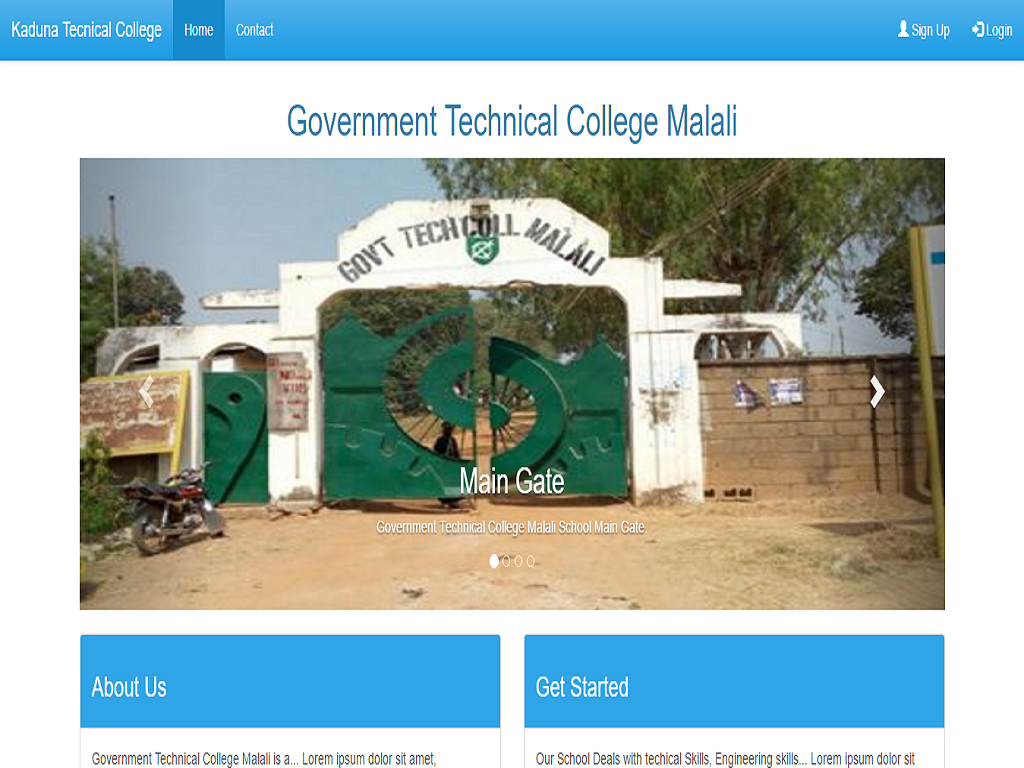 Kaduna Tecnical College Home Contact Sign Up Login
Government Technical College Malali
GOVT TECH COLL MALALI
Main Gate
Government Technical College Malali School Main Gate
About Us
Get Started
Government Technical College Malali is a... Lorem ipsum dolor sit amet,
Our School Deals with techical Skills, Engineering skills... Lorem ipsum dolor sit